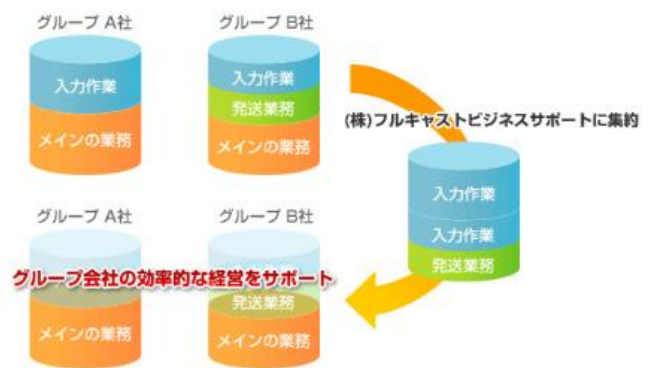 グループ A社
グループ B社
入力作業
メインの業務
入力作業
発送業務
メインの業務
(株)フルキャストビジネスサポートに集約
入力作業
入力作業
発送業務
グループ A社
グループ B社
グループ会社の効率的な経営をサポート
発送業務
メインの業務
メインの業務